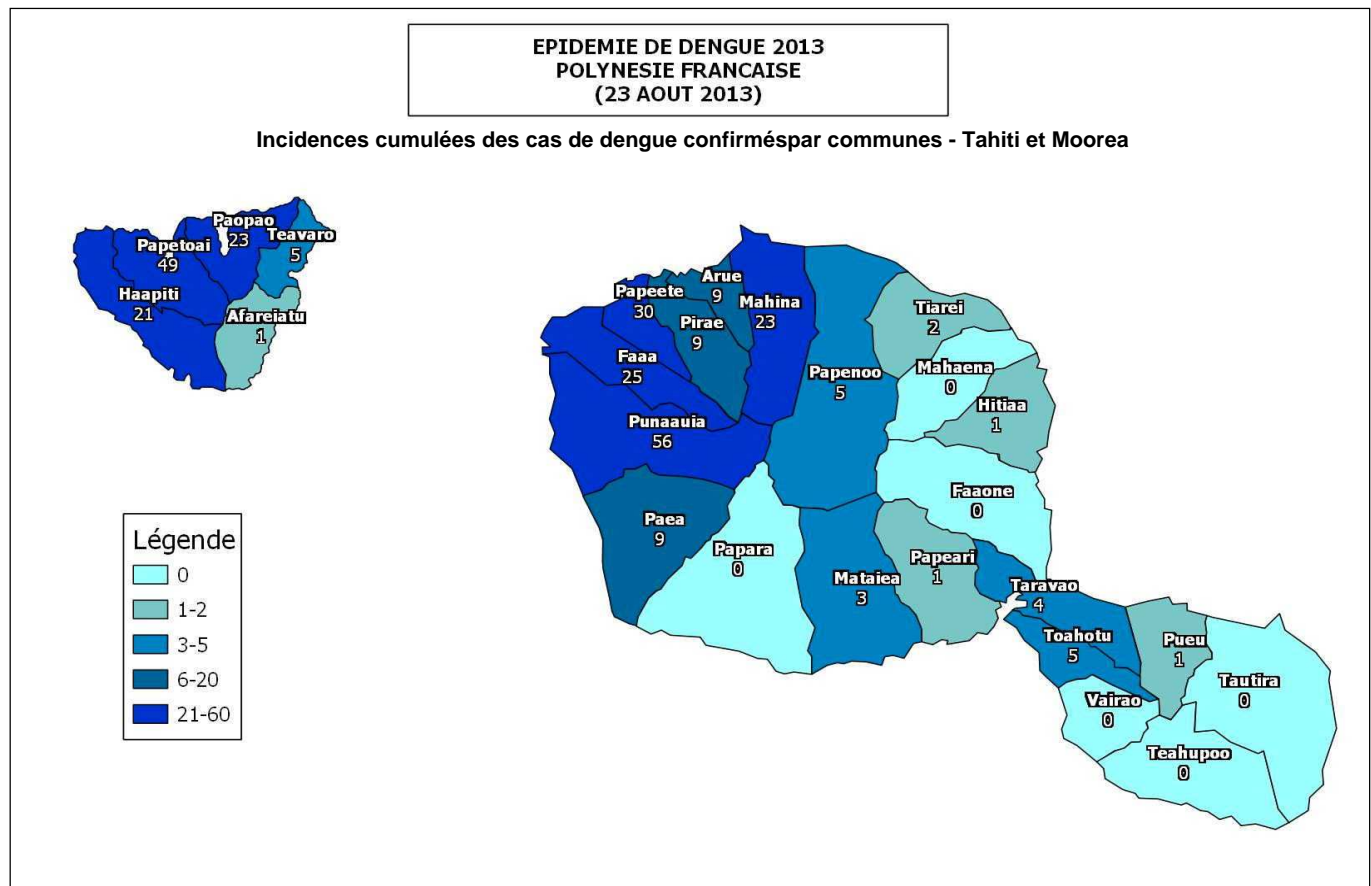 EPIDEMIE DE DENGUE 2013
POLYNESIE FRANCAISE
(23 AOUT 2013)
Incidences cumulées des cas de dengue confirméspar communes - Tahiti et Moorea
Paopao
23
Teavaro
5
Papetoai
49
Haapiti
21
Afareiatu
1
Arue
9
Papeete
30
Mahina
23
Pirae
9
Tiarei
2
Faaa
25
Papenoo
5
Mahaena
0
Hitiaa
1
Punaauia
56
Faaone
0
Paea
9
Papara
0
Mataiea
3
Papeari
1
Taravao
4
Toahotu
5
Pueu
1
Tautira
0
Vairao
0
Teahupoo
0
Légende
0
1-2
3-5
6-20
21-60